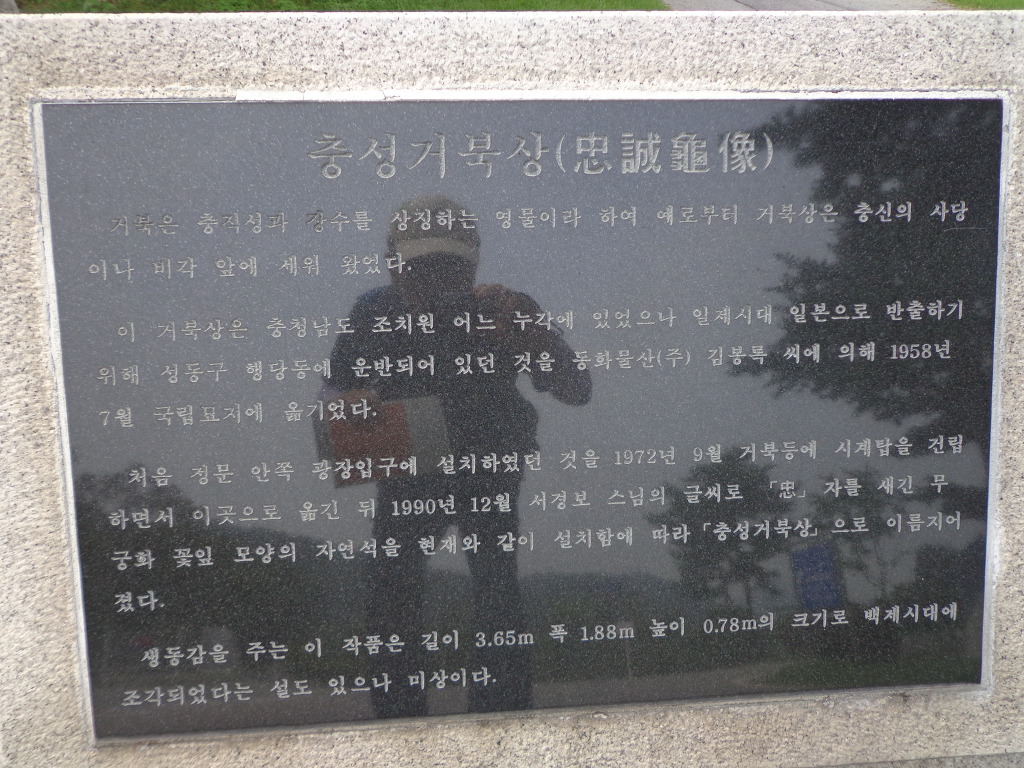 충성거북상(忠誠龜像)
거북은 충직성과 장수를 상징하는 영물이라 하여 예로부터 거북상은 충신의 사당
이나 비각 앞에 세워 왔었다.
이 거북상은 충청남도 조치원 어느 누각에 있었으나 일제시대 일본으로 반출하기
위해 성동구 행당동에 운반되어 있던 것을 동화물산(주) 김봉록 씨에 의해 1958년
7월 국립묘지에 옮기었다.
처음 정문 안쪽 광장입구에 설치하였던 것을 1972년 9월 거북등에 시계탑을 건립
하면서 이곳으로 옮긴 뒤 1990년 12월 서경보 스님의 글씨로 「忠」 자를 새긴 무
궁화 꽃잎 모양의 자연석을 현재와 같이 설치함에 따라「충성거북상」으로 이름지어
졌다.
생동감을 주는 이 작품은 길이 3.65m 폭 1.88m 높이 0.78m의 크기로 백제시대에
조각되었다는 설도 있으나 미상이다.